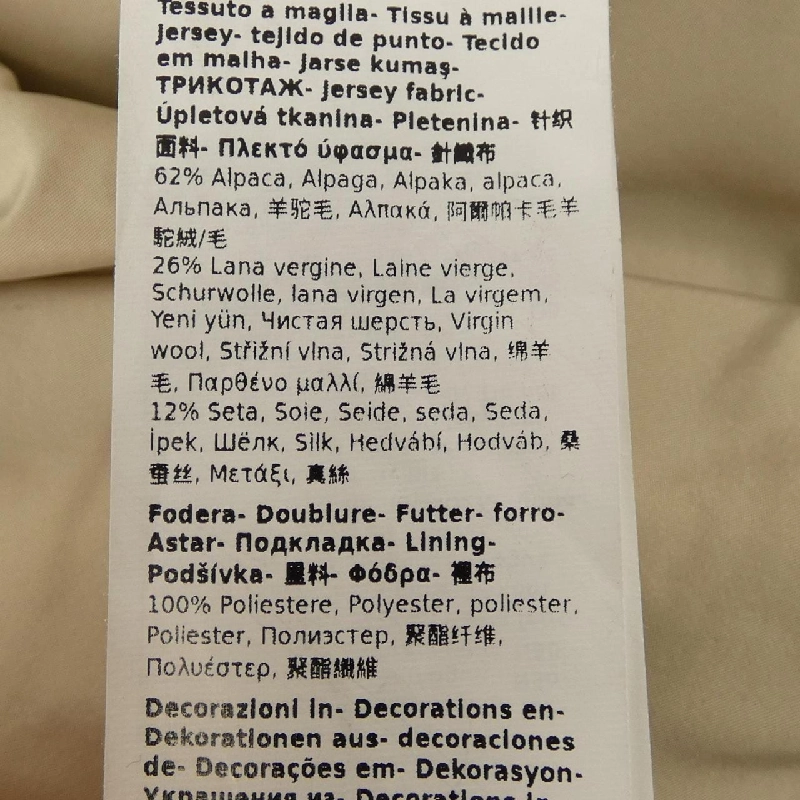 Tessuto a maglia- Tissu à maille-
Jersey- tejido de punto- Tecido
em malha- Jarse kumaş-
ТРИКОТАЖ- Jersey fabric-
Úpletová tkanina- Pletenina- 针织
面料- Πλεκτό ύφασμα- 針織布
62% Alpaca, Alpaga, Alpaka, alpaca,
Альпака, 羊驼毛, Αλπακά, 阿爾帕卡毛羊
駝絨/毛
26% Lana vergine, Laine vierge,
Schurwolle, lana virgen, La virgem,
Yeni yün, Чистая шерсть, Virgin
wool, Střižní vlna, Strižná vlna, 绵羊
毛, Παρθένο μαλλί, 綿羊毛
12% Seta, Soie, Seide, seda, Seda,
İpek, Шёлк, Silk, Hedvábí, Hodváb, 桑
蚕丝, Μετάξι, 真絲
Fodera- Doublure- Futter- forro-
Astar- Подкладка- Lining-
Podšívka- 里料- Φόδρα- 裡布
100% Poliestere, Polyester, poliester,
Poliester, Полиэстер, 聚酯纤维,
Πολυέστερ, 聚酯纖維
Decorazioni in- Decorations en-
Dekorationen aus- decoraciones
de- Decorações em- Dekorasyon-
Украшения из- Decorations in-